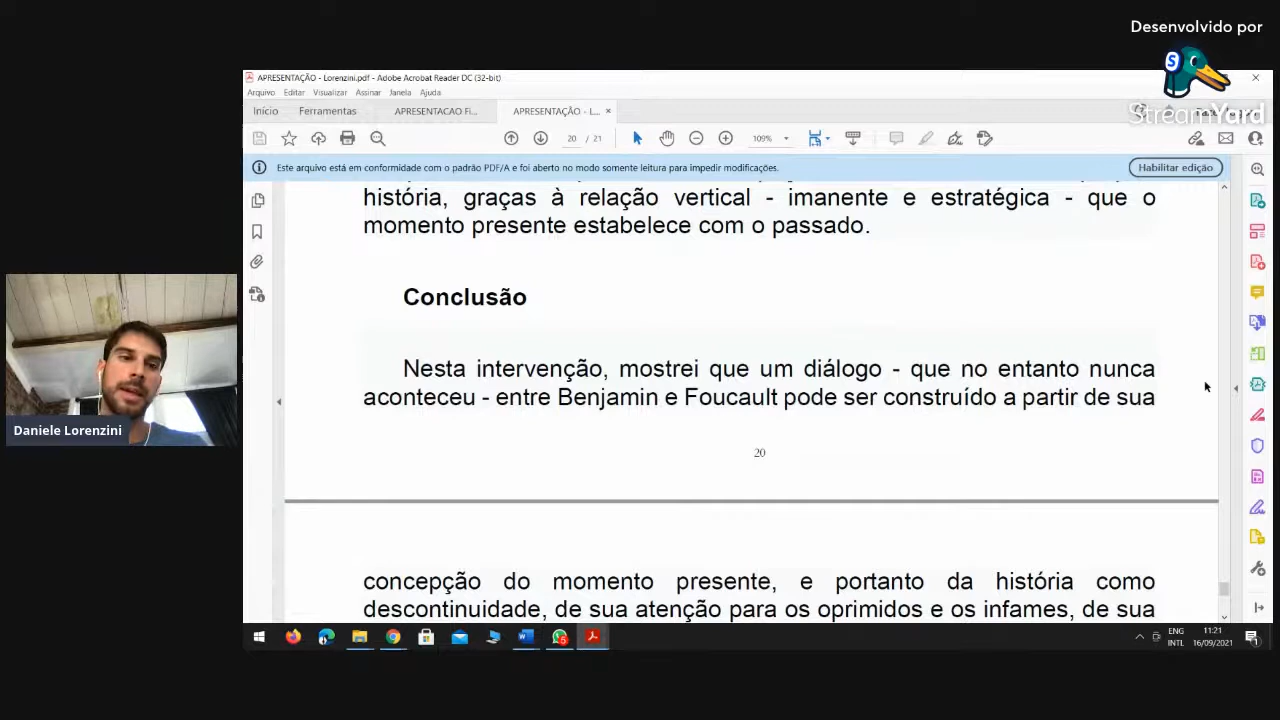 Desenvolvido por
StreamYard
APRESENTAÇÃO - Lorenzini.pdf - Adobe Acrobat Reader DC (32-bit)
Arquivo Editar Visualizar Assinar Janela Ajuda
Início Ferramentas APRESENTACAO Fi... APRESENTAÇÃO - L... ×
20 / 21 109%
Este arquivo está em conformidade com o padrão PDF/A e foi aberto no modo somente leitura para impedir modificações.
Habilitar edição
história, graças à relação vertical - imanente e estratégica - que o
momento presente estabelece com o passado.
Conclusão
Nesta intervenção, mostrei que um diálogo - que no entanto nunca
aconteceu - entre Benjamin e Foucault pode ser construído a partir de sua
20
concepção do momento presente, e portanto da história como
descontinuidade, de sua atenção para os oprimidos e os infames, de sua
Daniele Lorenzini
ENG 11:21
INTL 16/09/2021